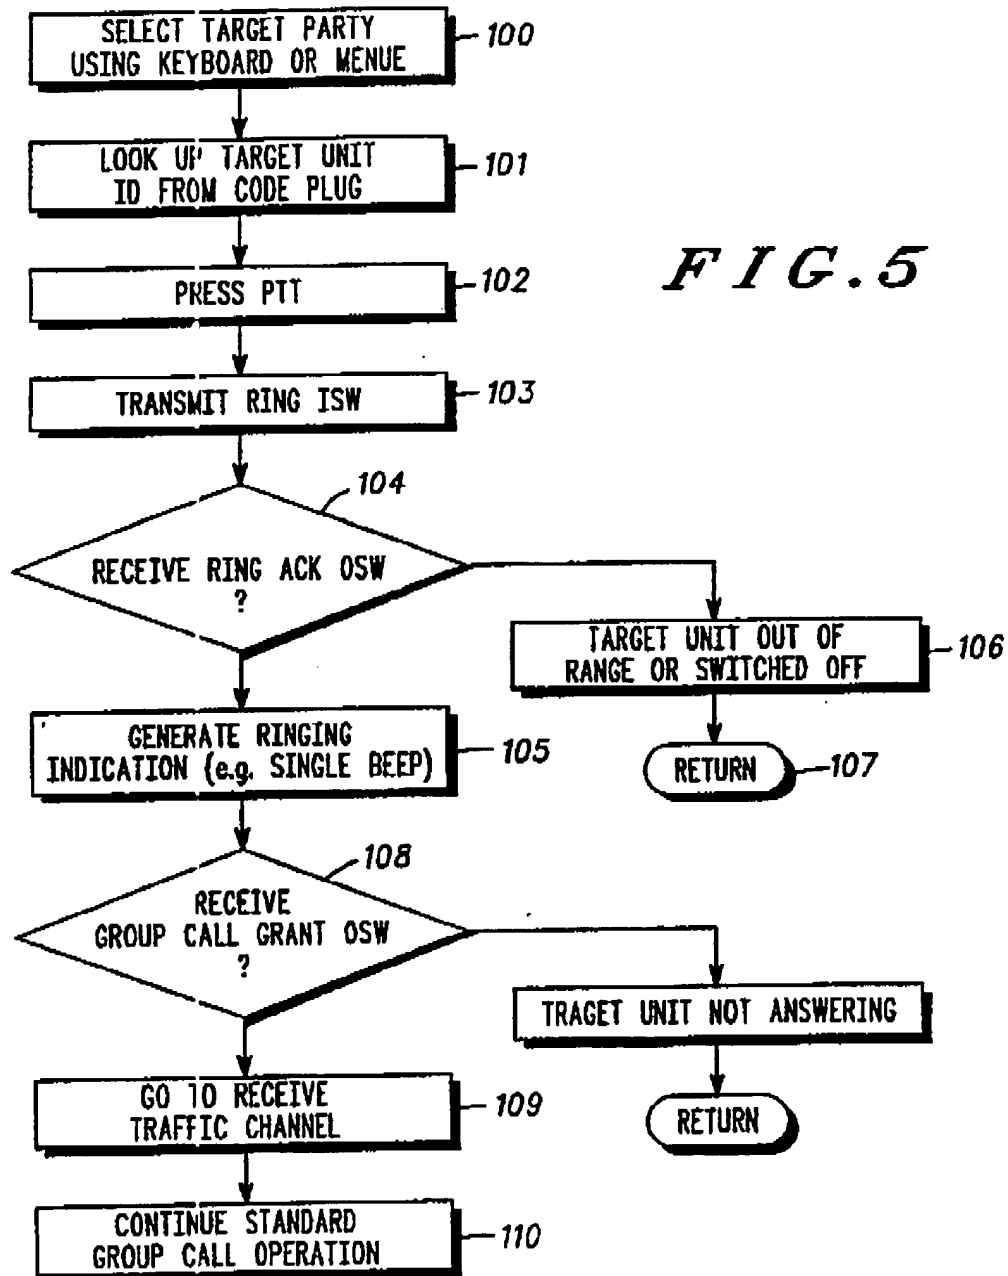 SELECT TARGET PARTY
USING KEYBOARD OR MENUE
100
LOOK UP TARGET UNIT
ID FROM CODE PLUG
101
PRESS PTT
102
FIG.5
TRANSMIT RING ISW
103
104
RECEIVE RING ACK OSW
?
TARGET UNIT OUT OF
RANGE OR SWITCHED OFF
106
GENERATE RINGING
INDICATION (e.g. SINGLE BEEP)
105
RETURN
107
108
RECEIVE
GROUP CALL GRANT OSW
?
TRAGET UNIT NOT ANSWERING
GO TO RECEIVE
TRAFFIC CHANNEL
109
RETURN
CONTINUE STANDARD
GROUP CALL OPERATION
110